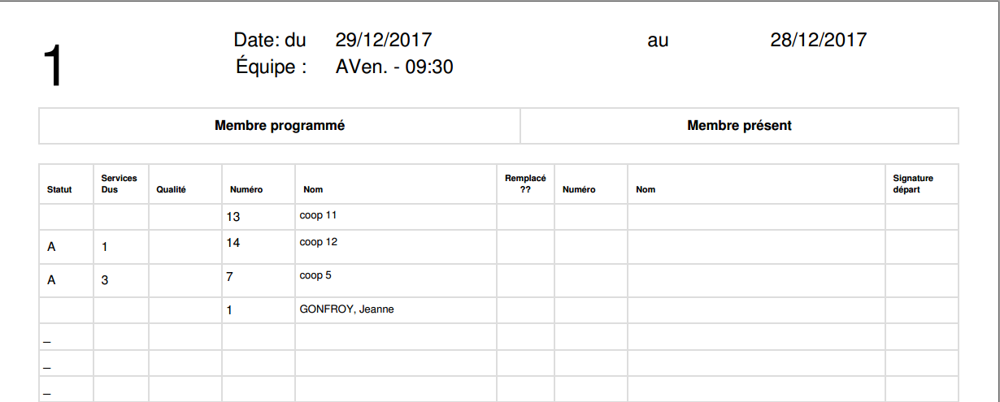 1
Date: du 29/12/2017 au 28/12/2017
Équipe : AVen. - 09:30
Membre programmé Membre présent
Statut Services Dus Qualité Numéro Nom Remplacé ?? Numéro Nom Signature départ
13 coop 11
A 1 14 coop 12
A 3 7 coop 5
1 GONFROY, Jeanne
_
_
_